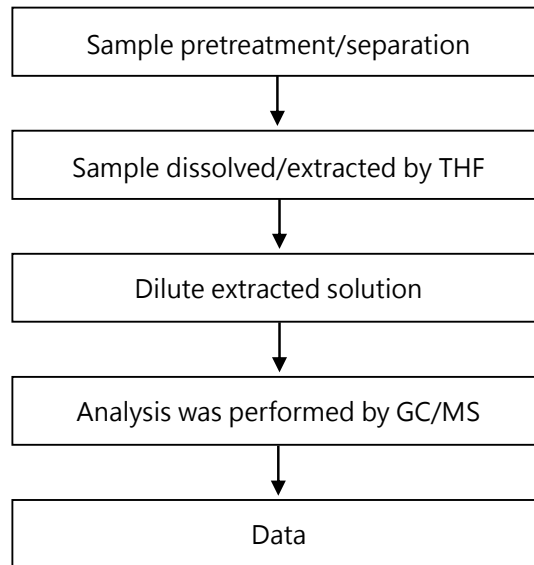 Sample pretreatment/separation
Sample dissolved/extracted by THF
Dilute extracted solution
Analysis was performed by GC/MS
Data